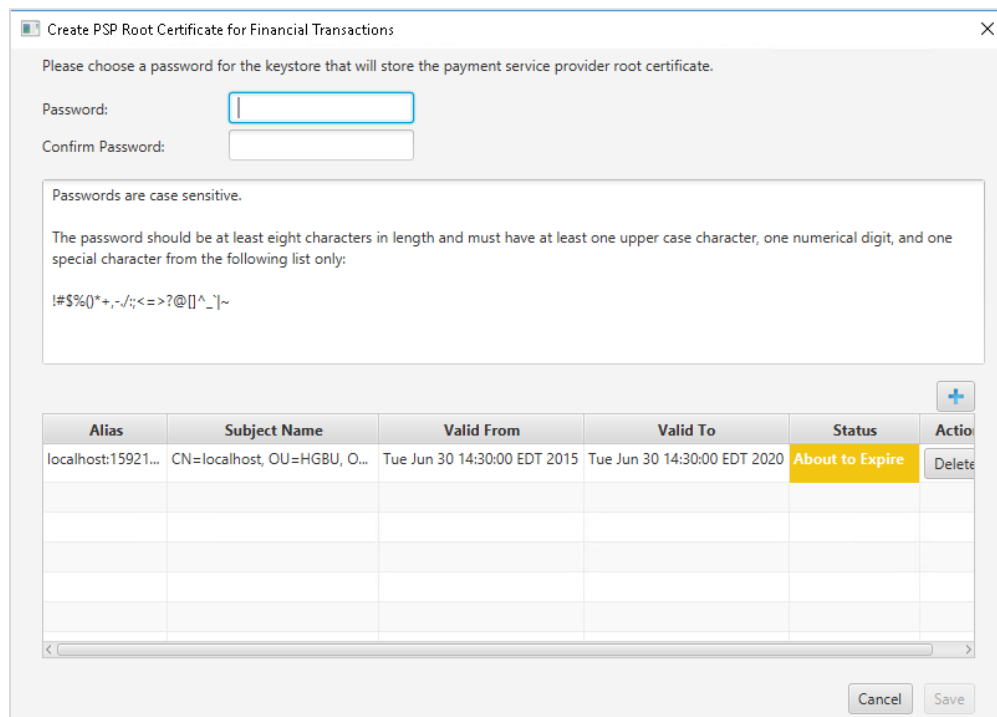 Create PSP Root Certificate for Financial Transactions
Please choose a password for the keystore that will store the payment service provider root certificate.
Password:
Confirm Password:
Passwords are case sensitive.
The password should be at least eight characters in length and must have at least one upper case character, one numerical digit, and one
special character from the following list only:
!#$%()*+,-./:;<=>?@[]^_`|~
Alias Subject Name Valid From Valid To Status Action
localhost:15921... CN=localhost, OU=HGBU, O... Tue Jun 30 14:30:00 EDT 2015 Tue Jun 30 14:30:00 EDT 2020 About to Expire Delete
Cancel Save